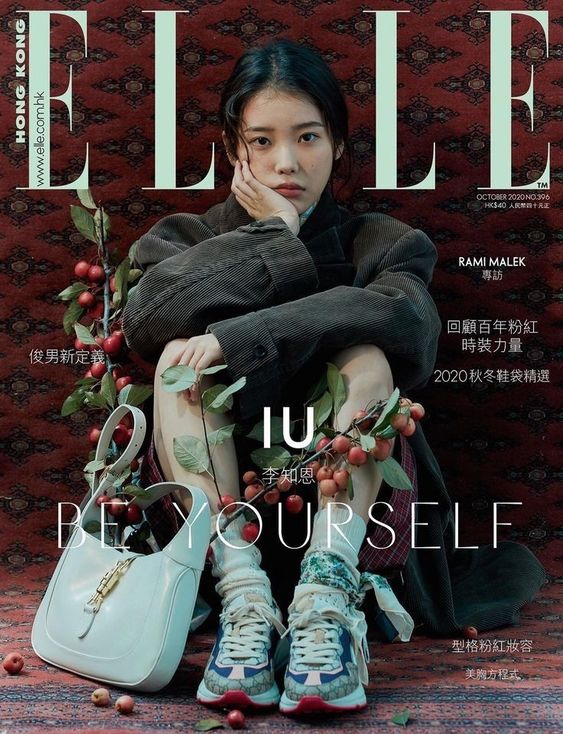 HONG KONG
ELLE
www.elle.com.hk
TM
OCTOBER 2020 NO.396
HK$40 人民幣四十元正
RAMI MALEK
專訪
回顧百年粉紅
時裝力量
2020 秋冬鞋袋精選
俊男新定義
IU
李知恩
BE YOURSELF
型格粉紅妝容
美胸方程式